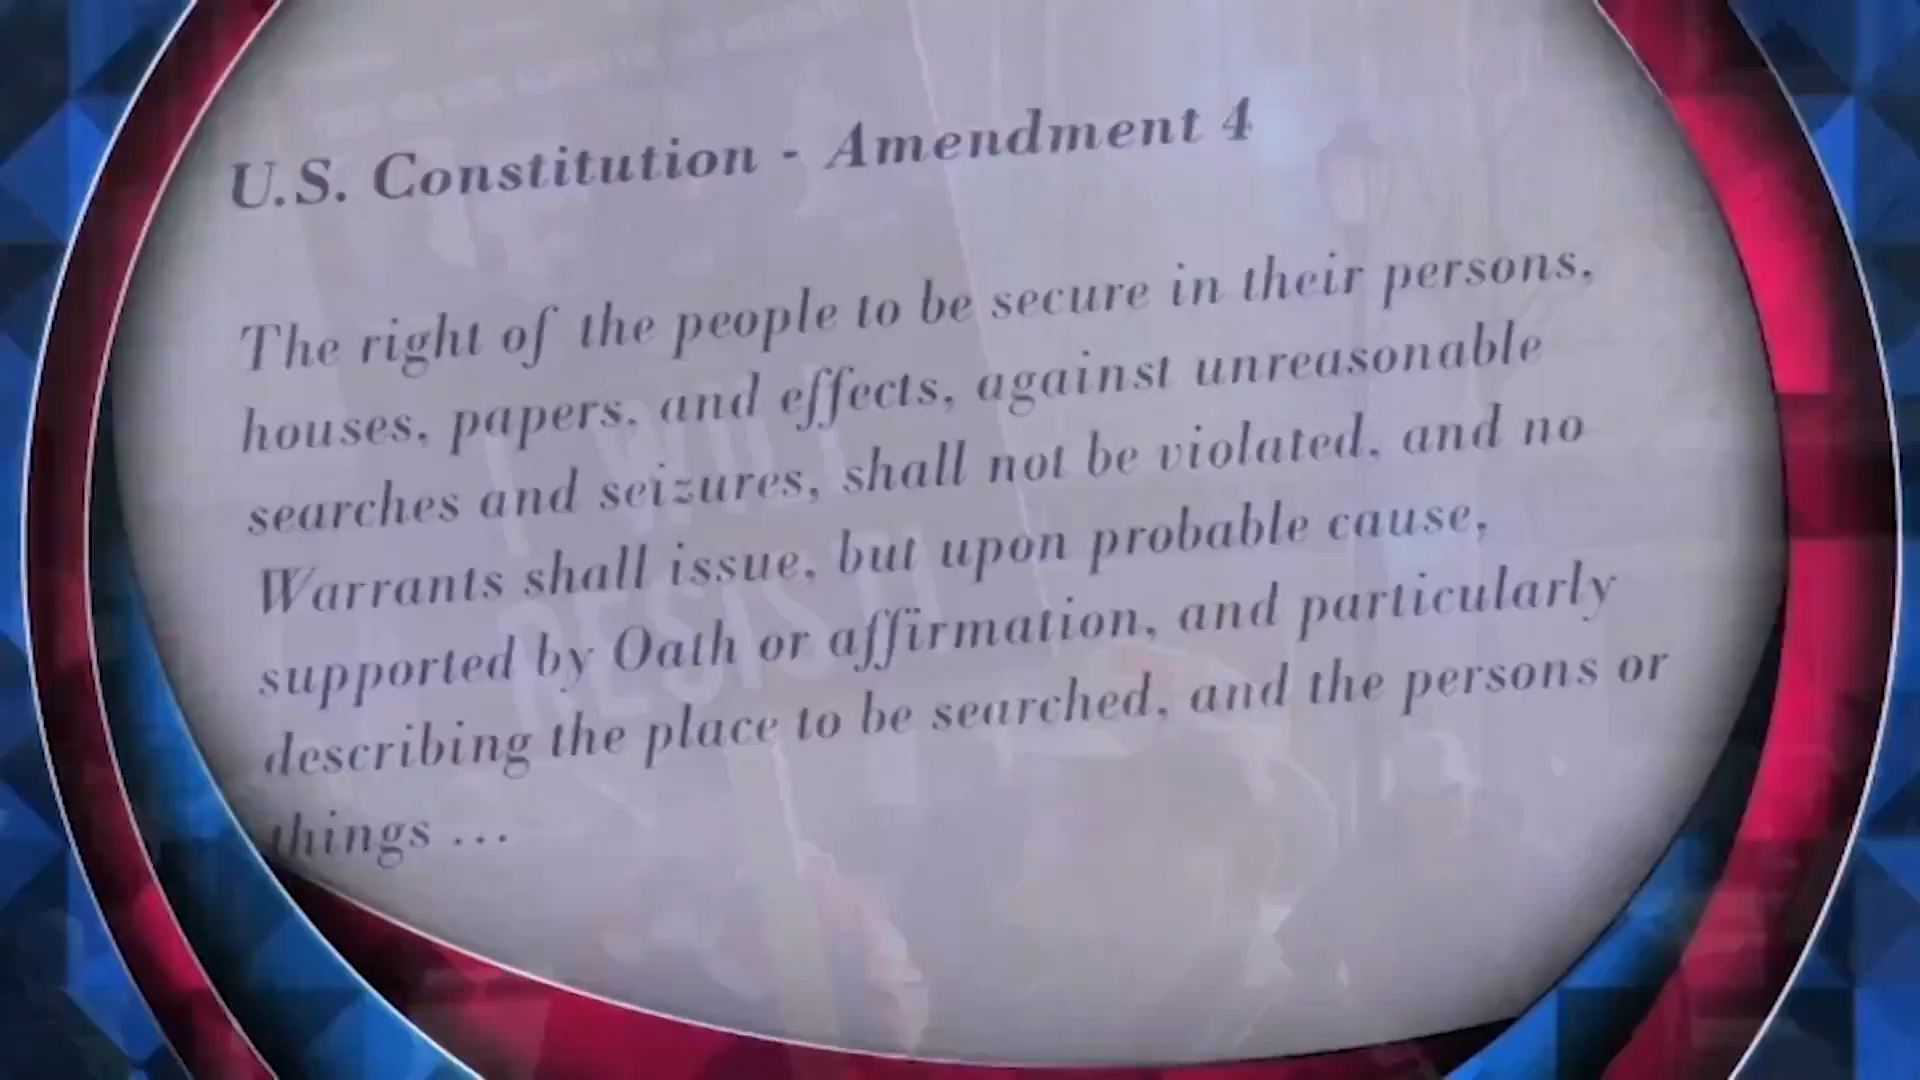 U.S. Constitution - Amendment 4
The right of the people to be secure in their persons,
houses, papers, and effects, against unreasonable
searches and seizures, shall not be violated, and no
Warrants shall issue, but upon probable cause,
supported by Oath or affirmation, and particularly
describing the place to be searched, and the persons or
things ...
I WILL
RESIST